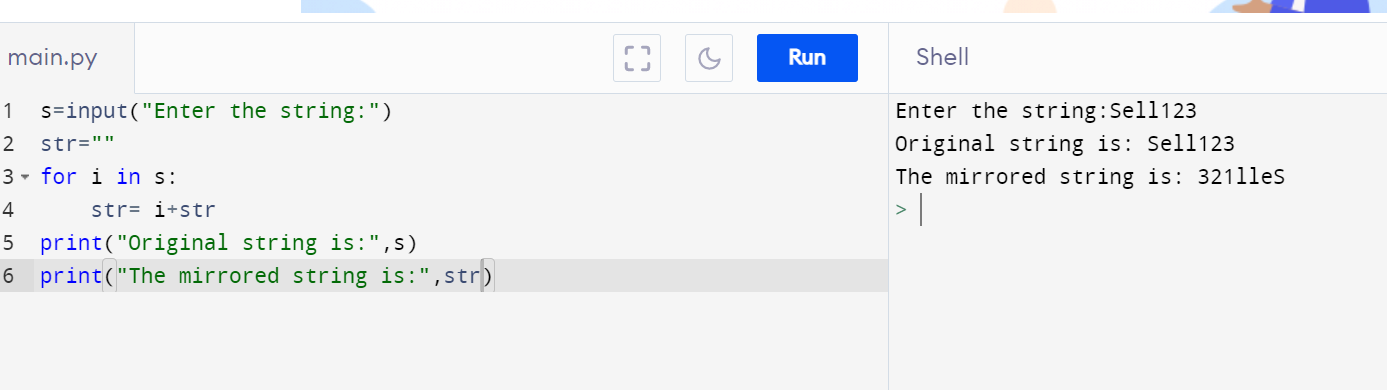 main.py
Run
Shell
1 s=input("Enter the string:")
2 str=""
3 for i in s:
4     str= i+str
5 print("Original string is:",s)
6 print("The mirrored string is:",str)
Enter the string:Sell123
Original string is: Sell123
The mirrored string is: 321lleS
>